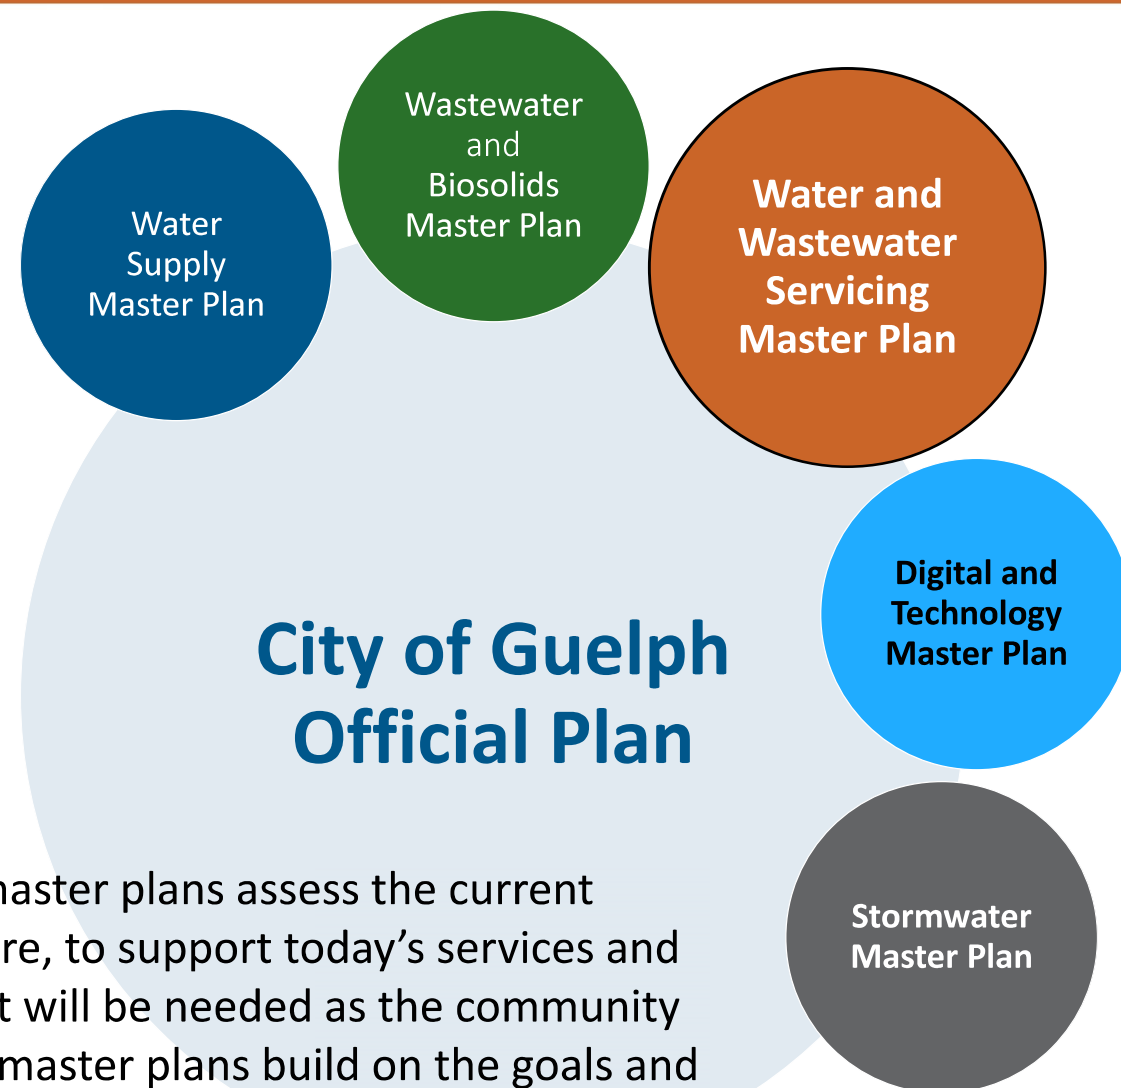 Wastewater
and
Biosolids
Master Plan
Water
Supply
Master Plan
Water and
Wastewater
Servicing
Master Plan
Digital and
Technology
Master Plan
City of Guelph
Official Plan
Stormwater
Master Plan
master plans assess the current
re, to support today’s services and
t will be needed as the community
master plans build on the goals and